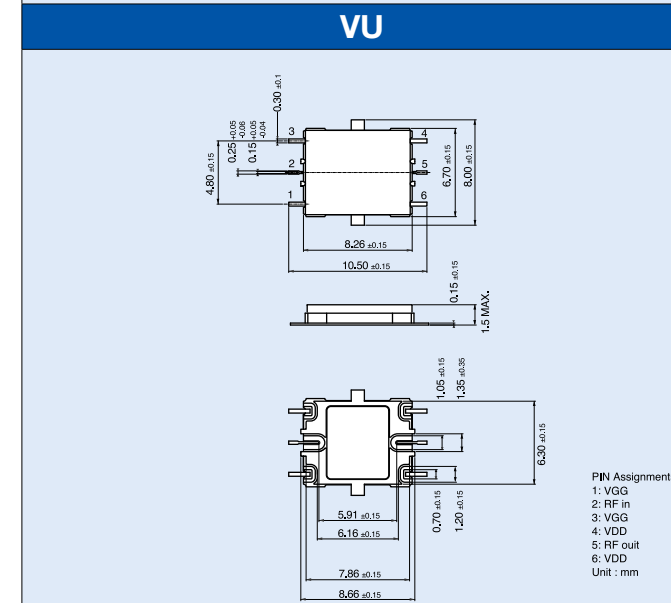 VU
0.30 ±0.1
0.25 +0.05 -0.06
0.15 +0.05 -0.04
4.80 ±0.15
3
2
1
4
5
6
6.70 ±0.15
8.00 ±0.15
8.26 ±0.15
10.50 ±0.15
0.15 ±0.15
1.5 MAX.
1.05 ±0.15
1.35 ±0.35
6.30 ±0.15
0.70 ±0.15
1.20 ±0.15
5.91 ±0.15
6.16 ±0.15
7.86 ±0.15
8.66 ±0.15
PIN Assignment
1: VGG
2: RF in
3: VGG
4: VDD
5: RF ouit
6: VDD
Unit : mm